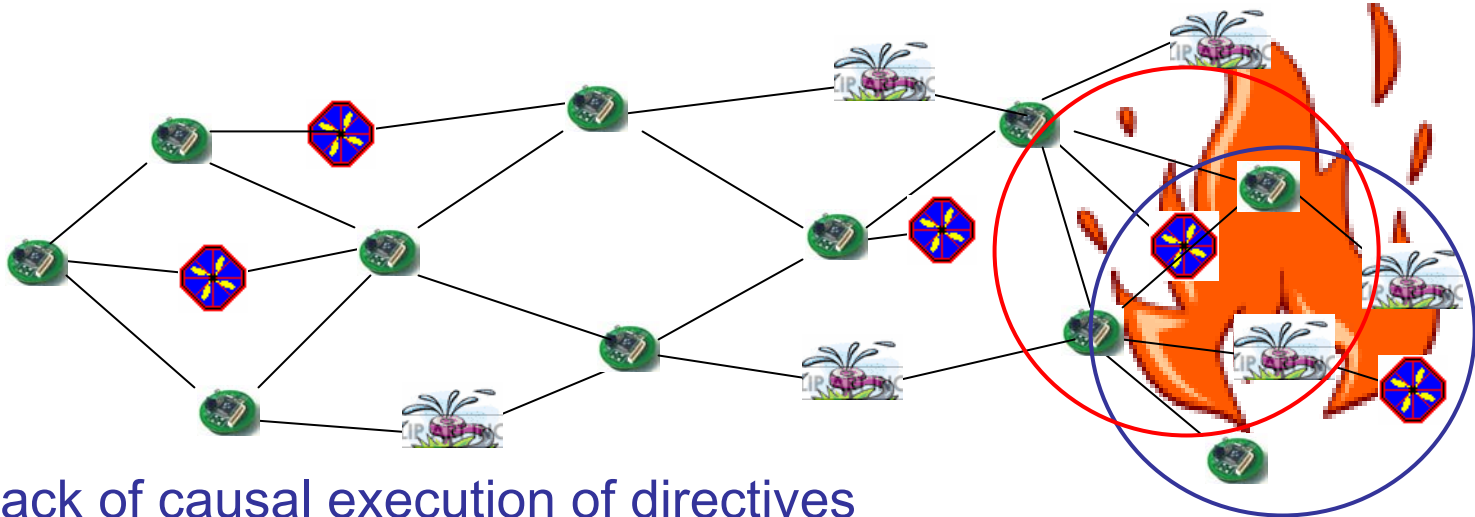 ack of causal execution of directives